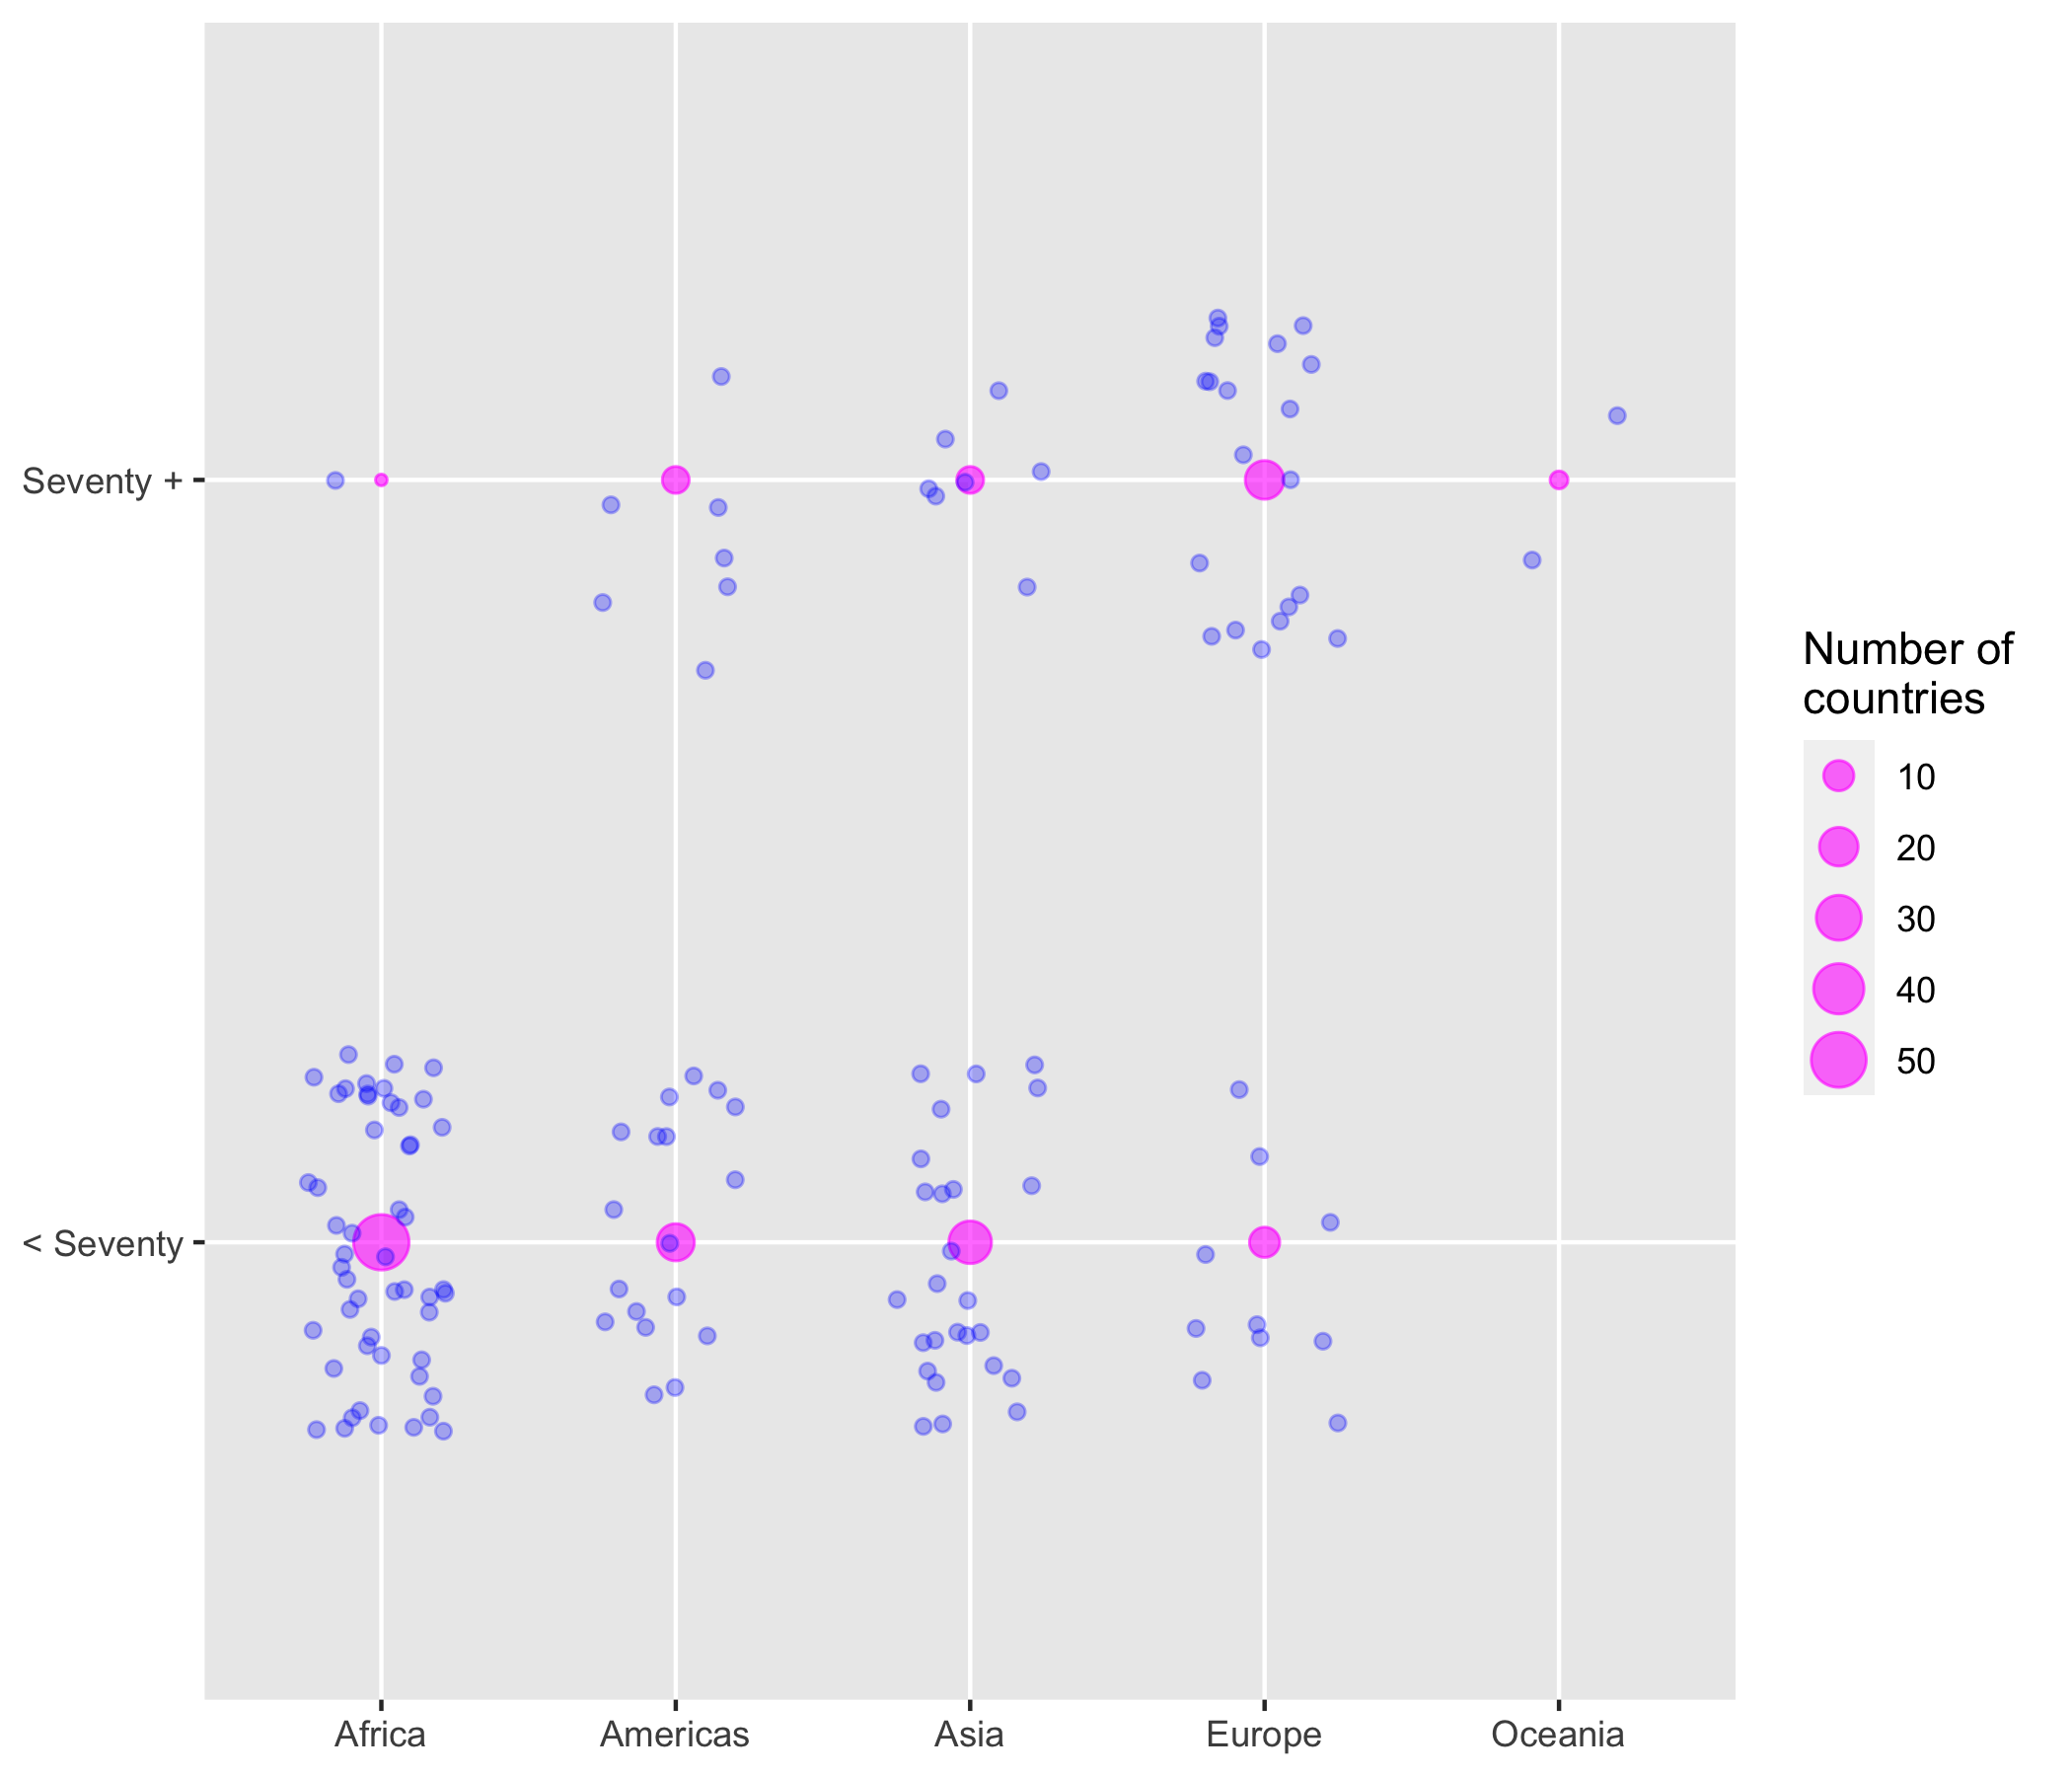 Seventy +
< Seventy
Africa
Americas
Asia
Europe
Oceania
Number of
countries
10
20
30
40
50